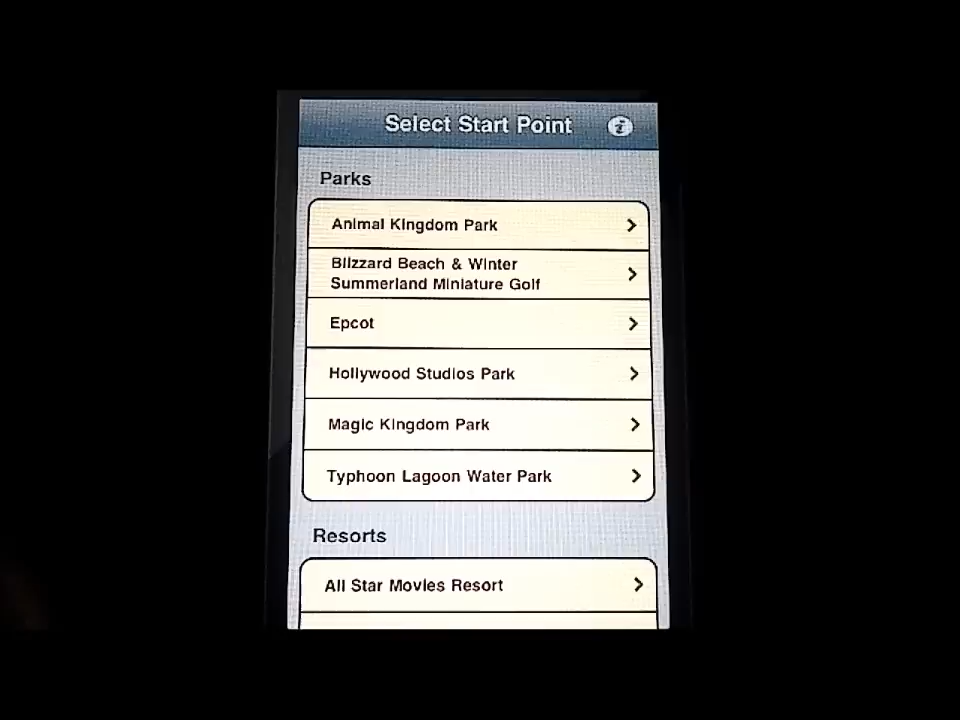 Select Start Point
Parks
Animal Kingdom Park
Blizzard Beach & Winter
Summerland Miniature Golf
Epcot
Hollywood Studios Park
Magic Kingdom Park
Typhoon Lagoon Water Park
Resorts
All Star Movies Resort